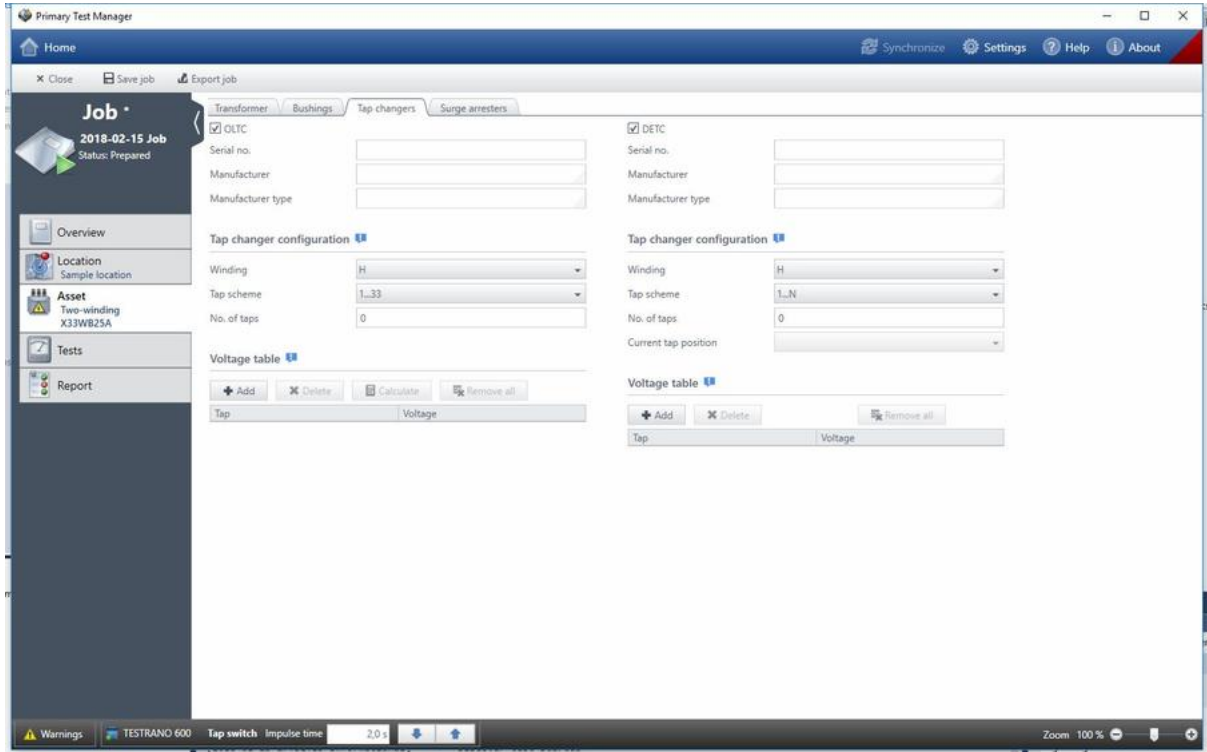 Primary Test Manager
Home
Synchronize Settings Help About
Close Save job Export job
Job *
2018-02-15 Job
Status: Prepared
Overview
Location
Sample location
Asset
Two-winding
X33WB25A
Tests
Report
Transformer Bushings Tap changers Surge arresters
OLTC
Serial no.
Manufacturer
Manufacturer type
Tap changer configuration
Winding H
Tap scheme 1...33
No. of taps 0
Voltage table
Add Delete Calculate Remove all
Tap Voltage
DETC
Serial no.
Manufacturer
Manufacturer type
Tap changer configuration
Winding H
Tap scheme 1...N
No. of taps 0
Current tap position
Voltage table
Add Delete Remove all
Tap Voltage
Warnings TESTRANO 600 Tap switch Impulse time 2,0 s Zoom 100 %